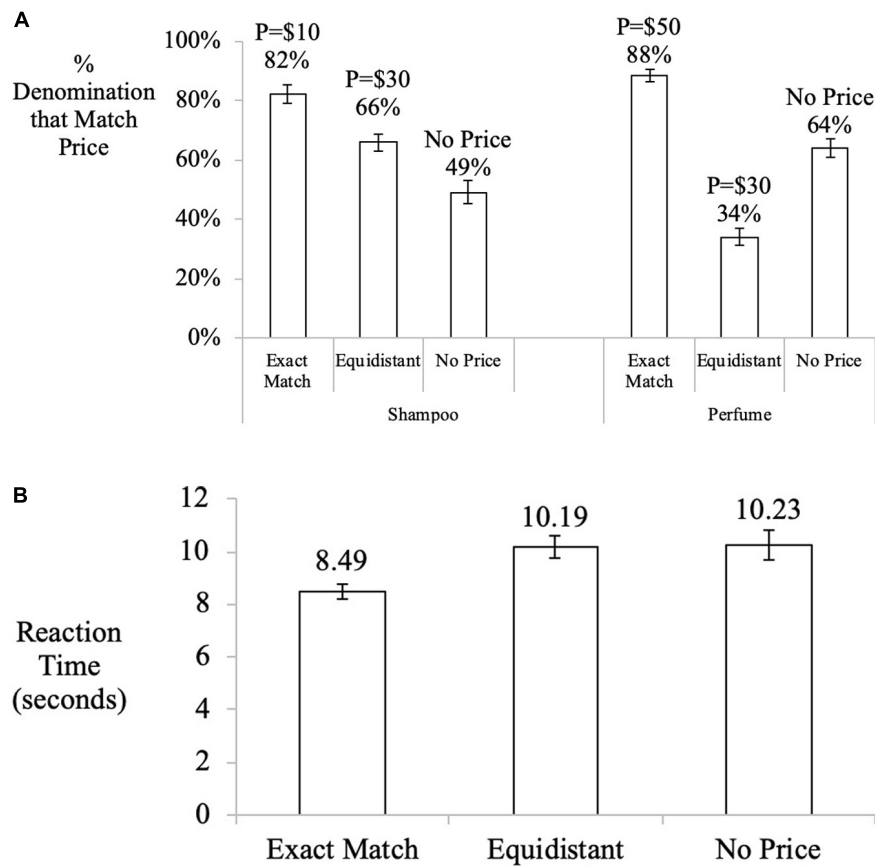 A
%
Denomination
that Match
Price
100%
80%
60%
40%
20%
0%
P=$10
82%
P=$30
66%
No Price
49%
P=$50
88%
P=$30
34%
No Price
64%
Exact
Match
Equidistant
No Price
Exact
Match
Equidistant
No Price
Shampoo
Perfume
B
Reaction
Time
(seconds)
12
10
8
6
4
2
0
8.49
10.19
10.23
Exact Match
Equidistant
No Price